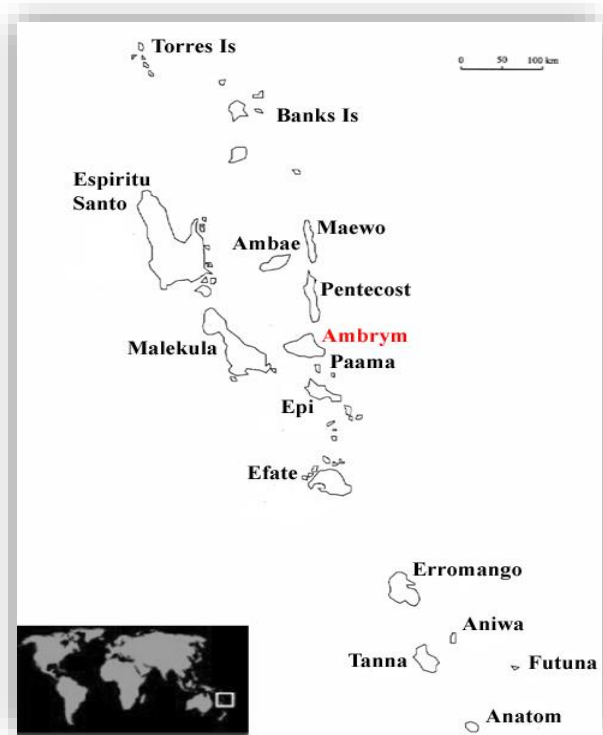 Torres Is
0 50 100 km
Banks Is
Espiritu
Santo
Maewo
Ambae
Pentecost
Ambrym
Malekula
Paama
Epi
Efate
Erromango
Aniwa
Tanna
Futuna
Anatom